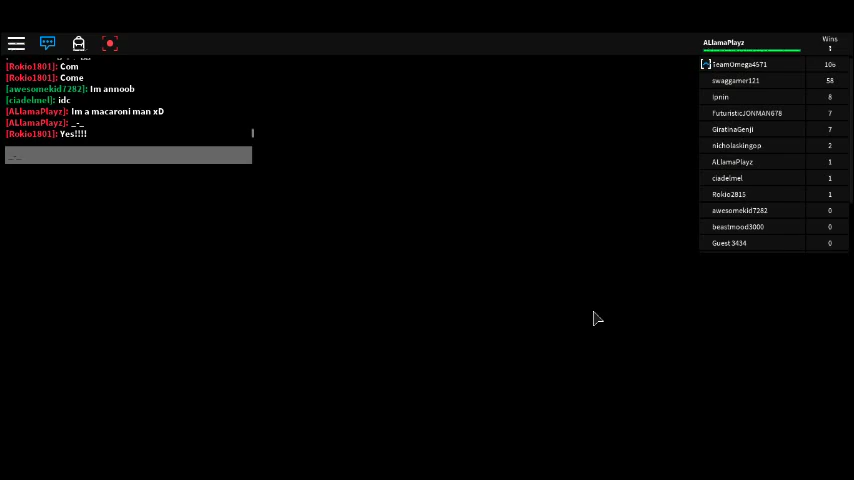 [Rokio1801]: Com
[Rokio1801]: Come
[awesomekid7282]: Im annoob
[ciadelmel]: idc
[ALlamaPlayz]: Im a macaroni man xD
[ALlamaPlayz]: _-_
[Rokio1801]: Yes!!!!
_-_
ALlamaPlayz Wins
1
TeamOmega4571 106
swaggamer121 58
Ipnin 8
FuturisticJONMAN678 7
GiratinaGenji 7
nicholaskingop 2
ALlamaPlayz 1
ciadelmel 1
Rokio2815 1
awesomekid7282 0
beastmood3000 0
Guest 3434 0